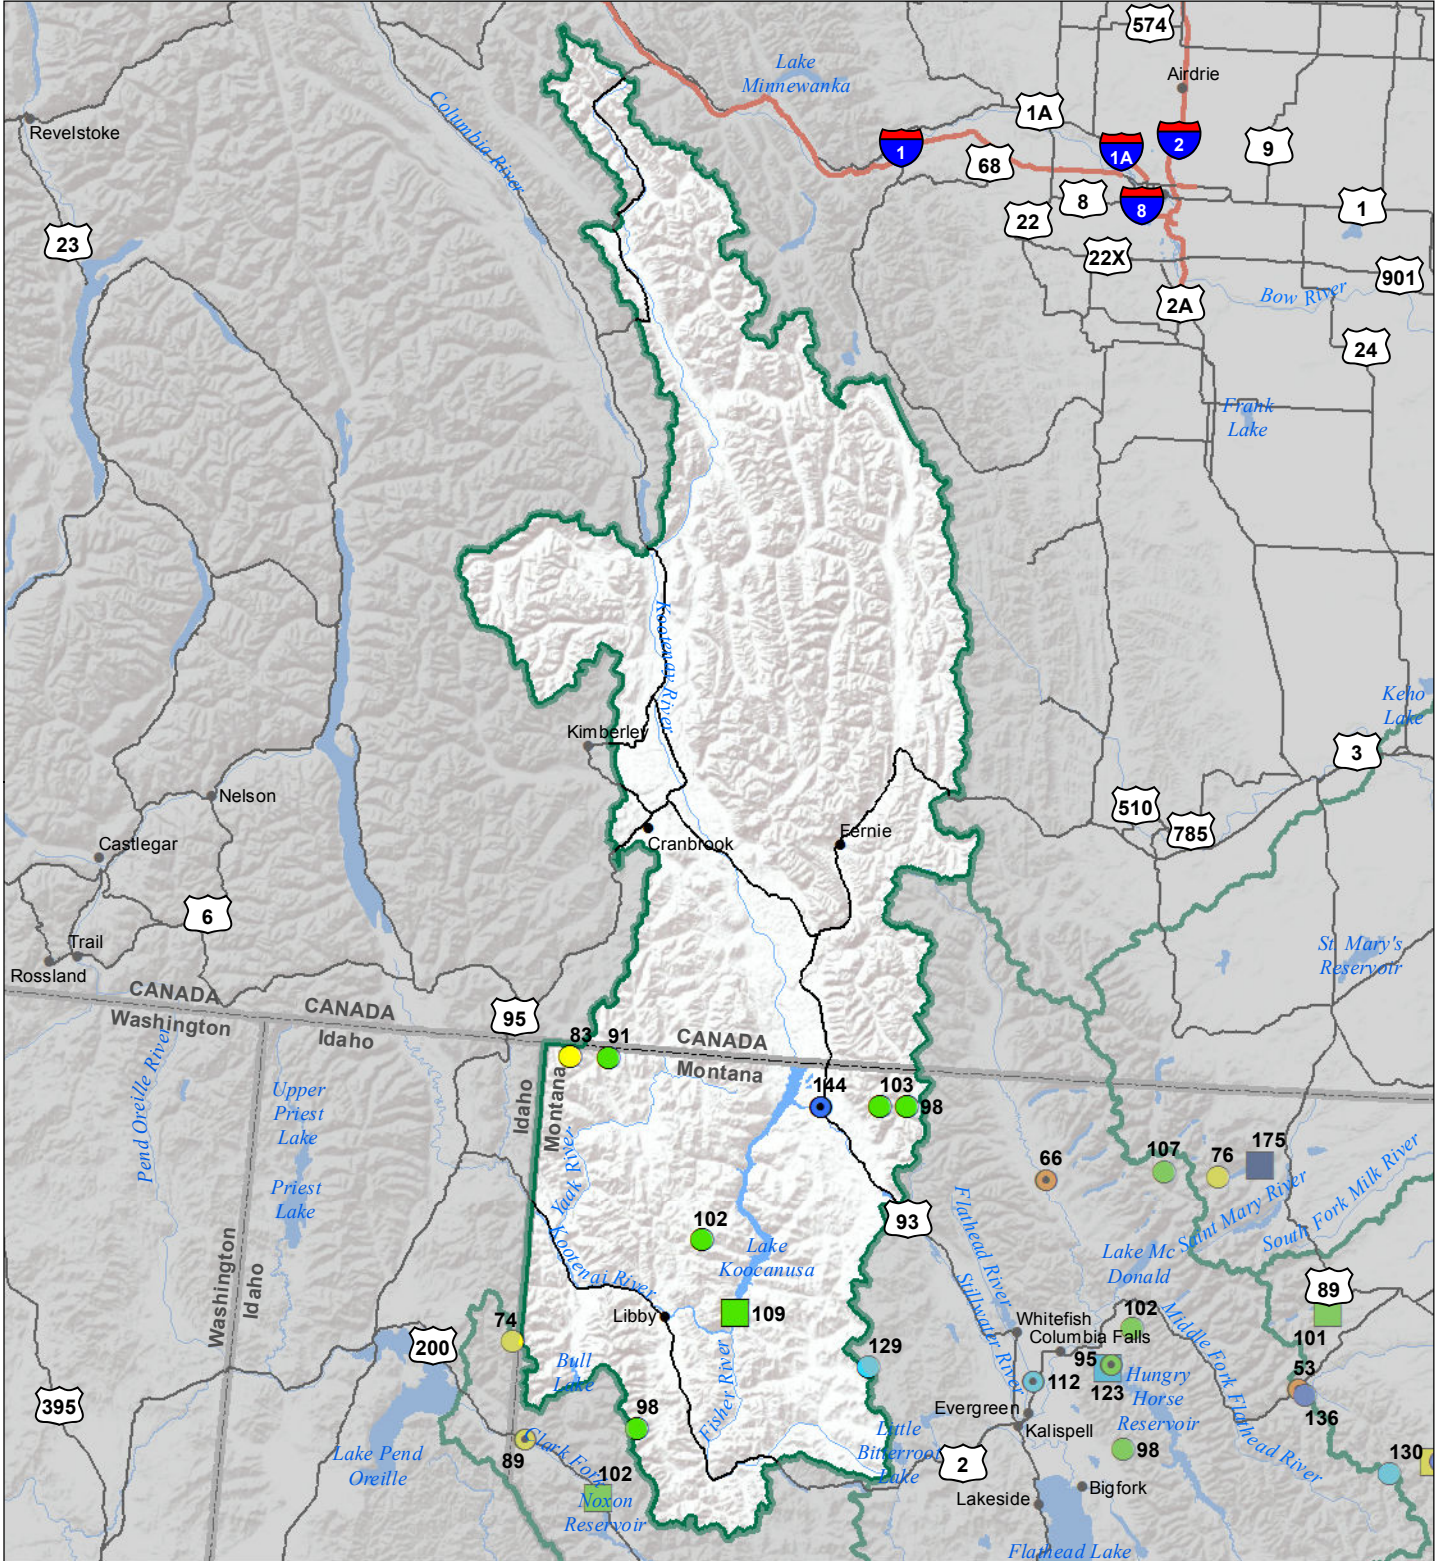 574
Airdrie
Lake
Minnewanka
1A
Columbia River
Revelstoke
1
68
1A
2
9
8
8
22
1
23
22X
901
Bow River
2A
24
Frank
Lake
Kootenay River
Keho
Lake
Kimberley
3
Nelson
510
785
Castlegar
Cranbrook
Fernie
6
Trail
Rossland
St. Mary's
Reservoir
CANADA
Washington
CANADA
Idaho
95
83
91
CANADA
Montana
Pend Oreille River
Upper
Priest
Lake
Idaho
Montana
144
103
98
Yaak River
66
107
76
175
Priest
Lake
Flathead River
Saint Mary River
South Fork Milk River
93
102
Lake
Koocanusa
Lake Mc
Donald
Kootenai River
Washington
Idaho
Stillwater River
89
74
Libby
109
Whitefish
102
Columbia Falls
101
Middle Fork Flathead River
200
Bull
Lake
129
95
123
112
Hungry
Horse
Reservoir
53
136
395
98
Fisher River
Evergreen
Kalispell
Little
Bitterroot
Lake
Lake Pend
Oreille
89
Clark Fork
2
98
130
102
Noxon
Reservoir
Lakeside
Bigfork
Flathead Lake